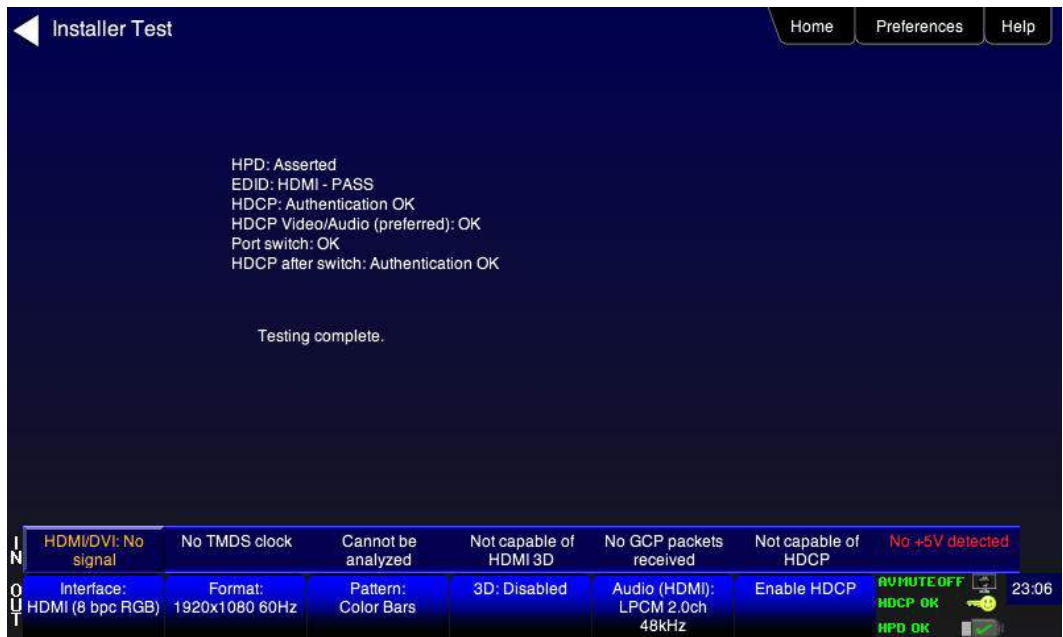 Installer Test
Home
Preferences
Help
HPD: Asserted
EDID: HDMI - PASS
HDCP: Authentication OK
HDCP Video/Audio (preferred): OK
Port switch: OK
HDCP after switch: Authentication OK
Testing complete.
IN
HDMI/DVI: No
signal
No TMDS clock
Cannot be
analyzed
Not capable of
HDMI 3D
No GCP packets
received
Not capable of
HDCP
No +5V detected
OUT
Interface:
HDMI (8 bpc RGB)
Format:
1920x1080 60Hz
Pattern:
Color Bars
3D: Disabled
Audio (HDMI):
LPCM 2.0ch
48kHz
Enable HDCP
AVMUTEOFF
HDCP OK
HPD OK
23:06